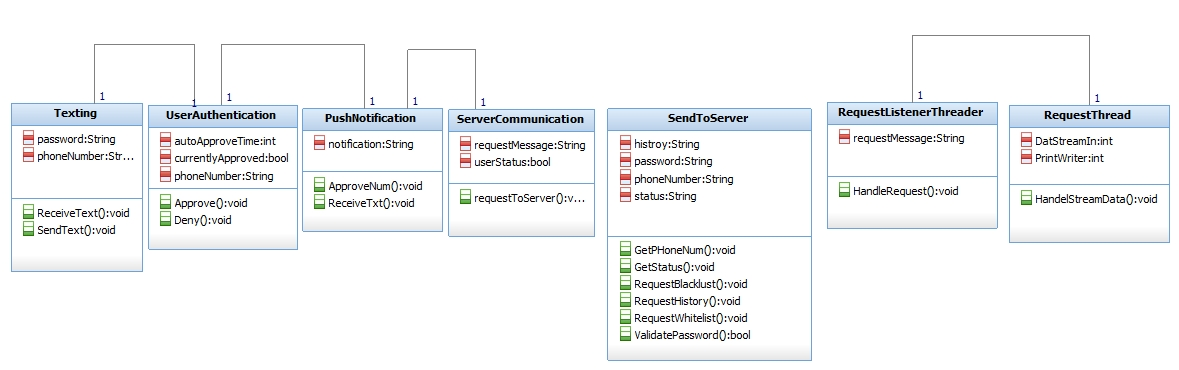 1
1
1
1
1
1
1
1
Texting
password:String
phoneNumber:Str...
ReceiveText():void
SendText():void
UserAuthentication
autoApproveTime:int
currentlyApproved:bool
phoneNumber:String
Approve():void
Deny():void
PushNotification
notification:String
ApproveNum():void
ReceiveTxt():void
ServerCommunication
requestMessage:String
userStatus:bool
requestToServer():v...
SendToServer
histroy:String
password:String
phoneNumber:String
status:String
GetPHoneNum():void
GetStatus():void
RequestBlacklust():void
RequestHistory():void
RequestWhitelist():void
ValidatePassword():bool
RequestListenerThreader
requestMessage:String
HandleRequest():void
RequestThread
DatStreamIn:int
PrintWriter:int
HandelStreamData():void